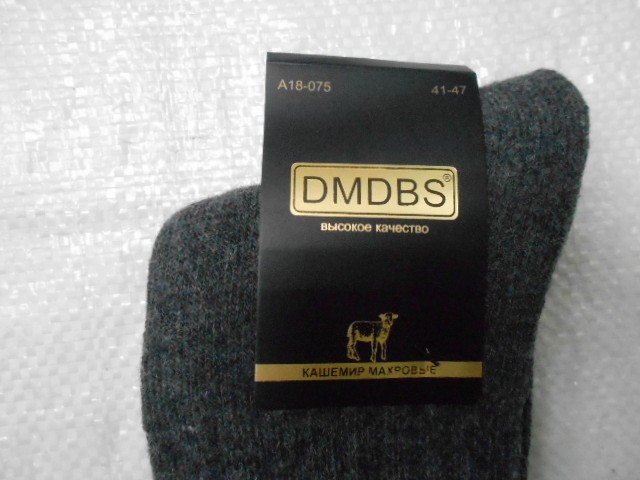 A18-075 41-47
DMDBS®
высокое качество
КАШЕМИР МАХРОВЫЕ